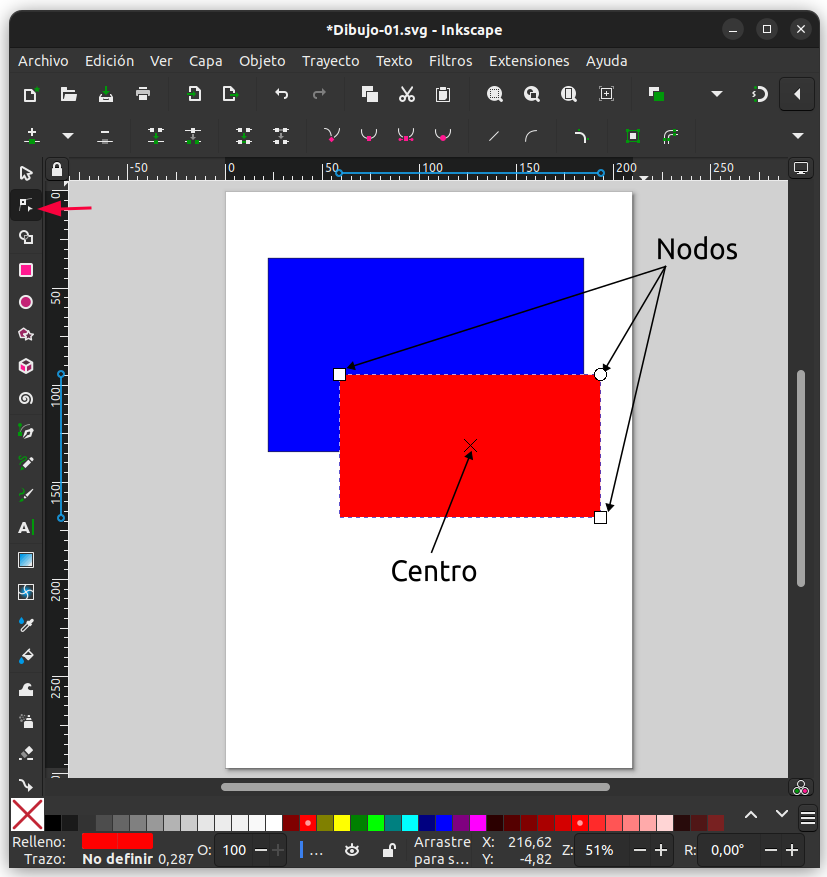 *Dibujo-01.svg - Inkscape
Archivo Edición Ver Capa Objeto Trayecto Texto Filtros Extensiones Ayuda
-50 0 50 100 150 200 250
0
50
100
150
200
250
Nodos
Centro
A
Relleno:
Trazo: No definir 0,287
O: 100
...
Arrastre
para s...
X: 216,62
Y: -4,82
Z: 51%
R: 0,00°